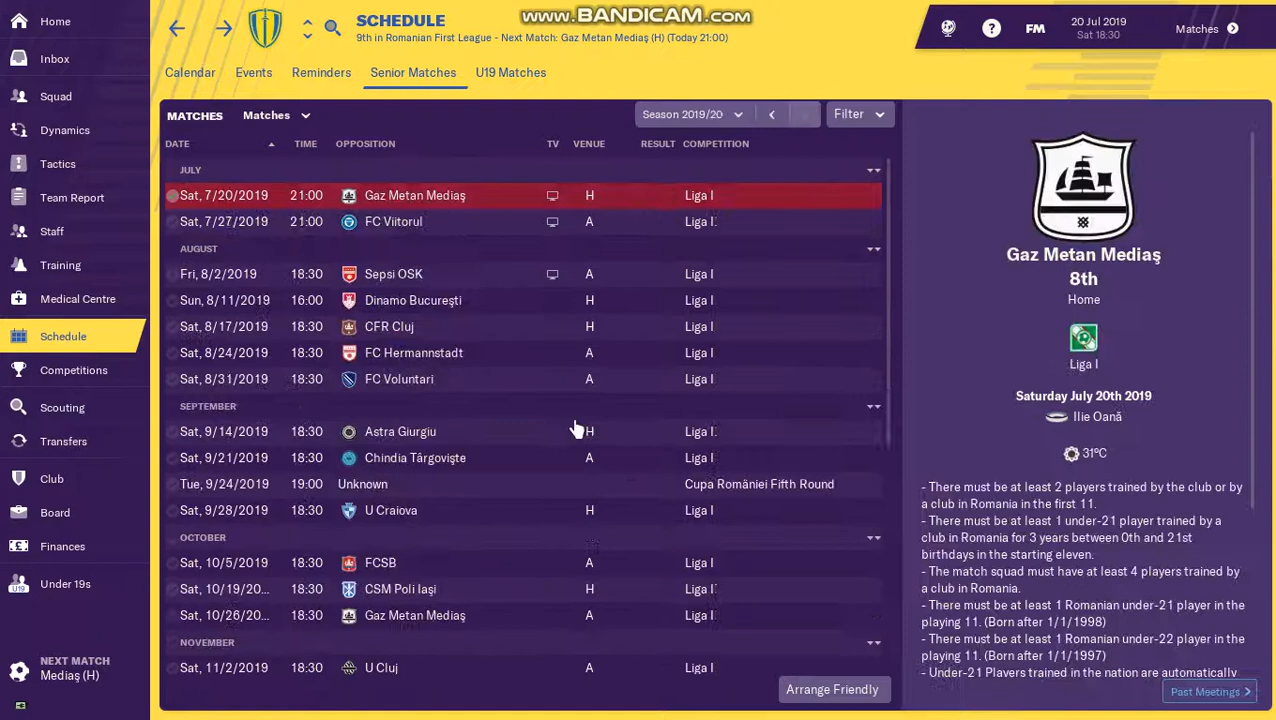 Home
Inbox
Squad
Dynamics
Tactics
Team Report
Staff
Training
Medical Centre
Schedule
Competitions
Scouting
Transfers
Club
Board
Finances
U19 Under 19s
NEXT MATCH
Mediaș (H)
SCHEDULE
9th in Romanian First League - Next Match: Gaz Metan Mediaș (H) (Today 21:00)
www.BANDICAM.com
? FM
20 Jul 2019
Sat 18:30
Matches
Calendar Events Reminders Senior Matches U19 Matches
MATCHES Matches Season 2019/20 Filter
DATE TIME OPPOSITION TV VENUE RESULT COMPETITION
JULY
Sat, 7/20/2019 21:00 Gaz Metan Mediaș H Liga I
Sat, 7/27/2019 21:00 FC Viitorul A Liga I
AUGUST
Fri, 8/2/2019 18:30 Sepsi OSK A Liga I
Sun, 8/11/2019 16:00 Dinamo București H Liga I
Sat, 8/17/2019 18:30 CFR Cluj H Liga I
Sat, 8/24/2019 18:30 FC Hermannstadt A Liga I
Sat, 8/31/2019 18:30 FC Voluntari A Liga I
SEPTEMBER
Sat, 9/14/2019 18:30 Astra Giurgiu H Liga I
Sat, 9/21/2019 18:30 Chindia Târgoviște A Liga I
Tue, 9/24/2019 19:00 Unknown Cupa României Fifth Round
Sat, 9/28/2019 18:30 U Craiova H Liga I
OCTOBER
Sat, 10/5/2019 18:30 FCSB A Liga I
Sat, 10/19/20... 18:30 CSM Poli Iași H Liga I
Sat, 10/26/20... 18:30 Gaz Metan Mediaș A Liga I
NOVEMBER
Sat, 11/2/2019 18:30 U Cluj A Liga I
Arrange Friendly
Gaz Metan Mediaș
8th
Home
Liga I
Saturday July 20th 2019
Ilie Oană
31°C
- There must be at least 2 players trained by the club or by
a club in Romania in the first 11.
- There must be at least 1 under-21 player trained by a
club in Romania for 3 years between 0th and 21st
birthdays in the starting eleven.
- The match squad must have at least 4 players trained by
a club in Romania.
- There must be at least 1 Romanian under-21 player in the
playing 11. (Born after 1/1/1998)
- There must be at least 1 Romanian under-22 player in the
playing 11. (Born after 1/1/1997)
- Under-21 Players trained in the nation are automatically
Past Meetings